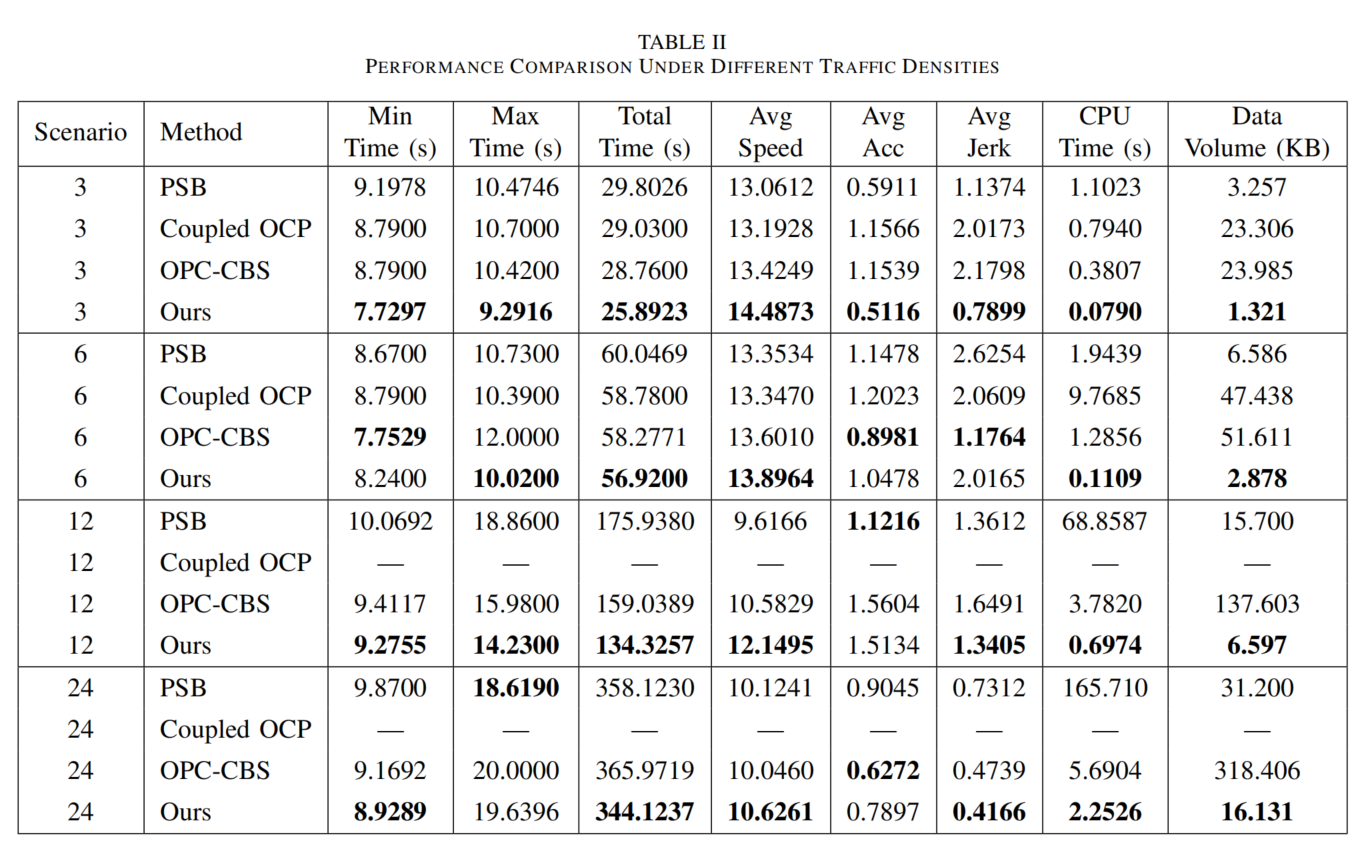 TABLE II
PERFORMANCE COMPARISON UNDER DIFFERENT TRAFFIC DENSITIES
Scenario Method Min Time (s) Max Time (s) Total Time (s) Avg Speed Avg Acc Avg Jerk CPU Time (s) Data Volume (KB)
3 PSB 9.1978 10.4746 29.8026 13.0612 0.5911 1.1374 1.1023 3.257
3 Coupled OCP 8.7900 10.7000 29.0300 13.1928 1.1566 2.0173 0.7940 23.306
3 OPC-CBS 8.7900 10.4200 28.7600 13.4249 1.1539 2.1798 0.3807 23.985
3 Ours 7.7297 9.2916 25.8923 14.4873 0.5116 0.7899 0.0790 1.321
6 PSB 8.6700 10.7300 60.0469 13.3534 1.1478 2.6254 1.9439 6.586
6 Coupled OCP 8.7900 10.3900 58.7800 13.3470 1.2023 2.0609 9.7685 47.438
6 OPC-CBS 7.7529 12.0000 58.2771 13.6010 0.8981 1.1764 1.2856 51.611
6 Ours 8.2400 10.0200 56.9200 13.8964 1.0478 2.0165 0.1109 2.878
12 PSB 10.0692 18.8600 175.9380 9.6166 1.1216 1.3612 68.8587 15.700
12 Coupled OCP — — — — — — — —
12 OPC-CBS 9.4117 15.9800 159.0389 10.5829 1.5604 1.6491 3.7820 137.603
12 Ours 9.2755 14.2300 134.3257 12.1495 1.5134 1.3405 0.6974 6.597
24 PSB 9.8700 18.6190 358.1230 10.1241 0.9045 0.7312 165.710 31.200
24 Coupled OCP — — — — — — — —
24 OPC-CBS 9.1692 20.0000 365.9719 10.0460 0.6272 0.4739 5.6904 318.406
24 Ours 8.9289 19.6396 344.1237 10.6261 0.7897 0.4166 2.2526 16.131